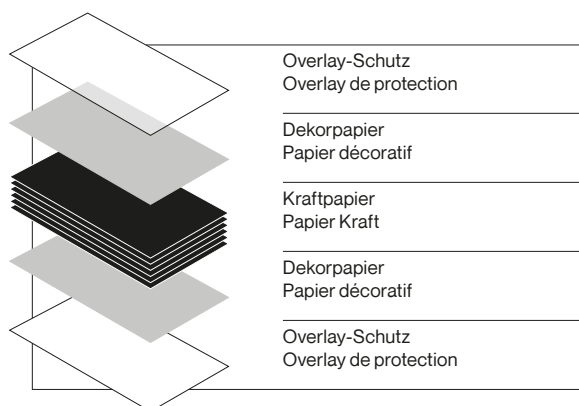 Overlay-Schutz
Overlay de protection
Dekorpapier
Papier décoratif
Kraftpapier
Papier Kraft
Dekorpapier
Papier décoratif
Overlay-Schutz
Overlay de protection